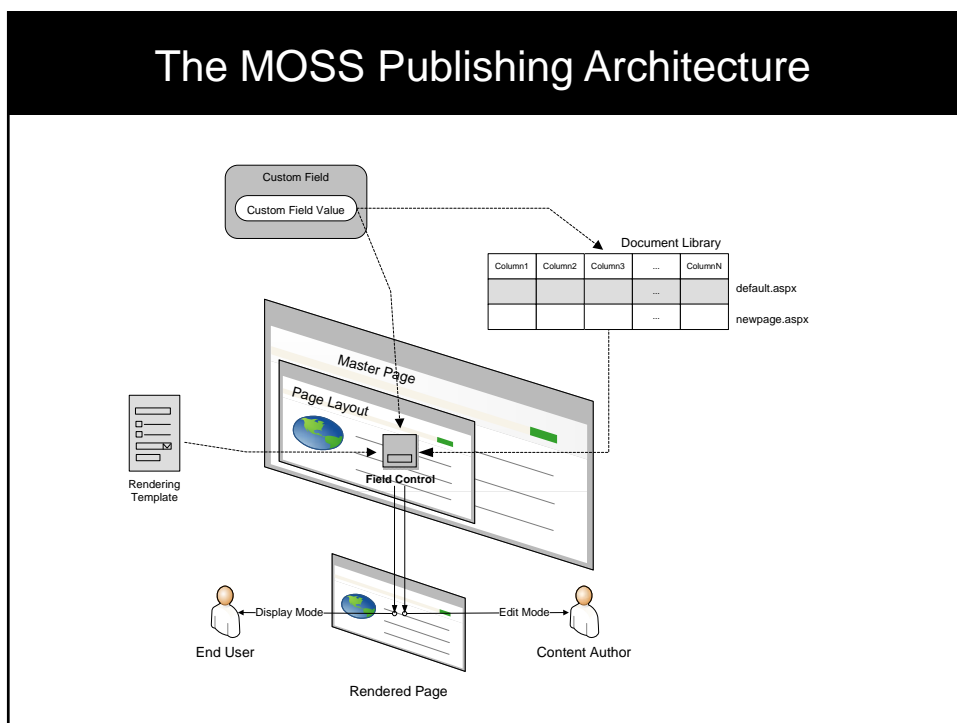 The MOSS Publishing Architecture
Custom Field
Custom Field Value
Document Library
Column1 Column2 Column3 ... ColumnN
... default.aspx
... newpage.aspx
Master Page
Page Layout
Field Control
Rendering
Template
Display Mode
Edit Mode
End User
Content Author
Rendered Page